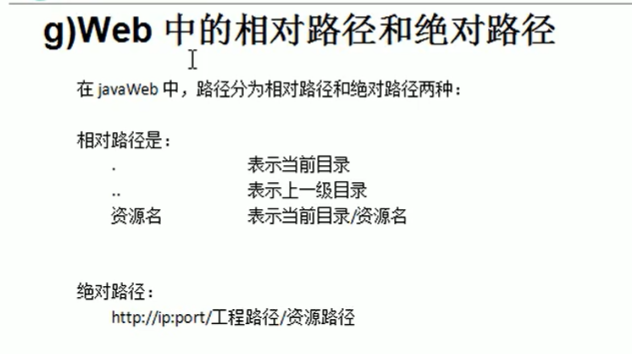 g)Web 中的相对路径和绝对路径
在 javaWeb 中，路径分为相对路径和绝对路径两种：
相对路径是：
. 表示当前目录
.. 表示上一级目录
资源名 表示当前目录/资源名
绝对路径：
http://ip:port/工程路径/资源路径